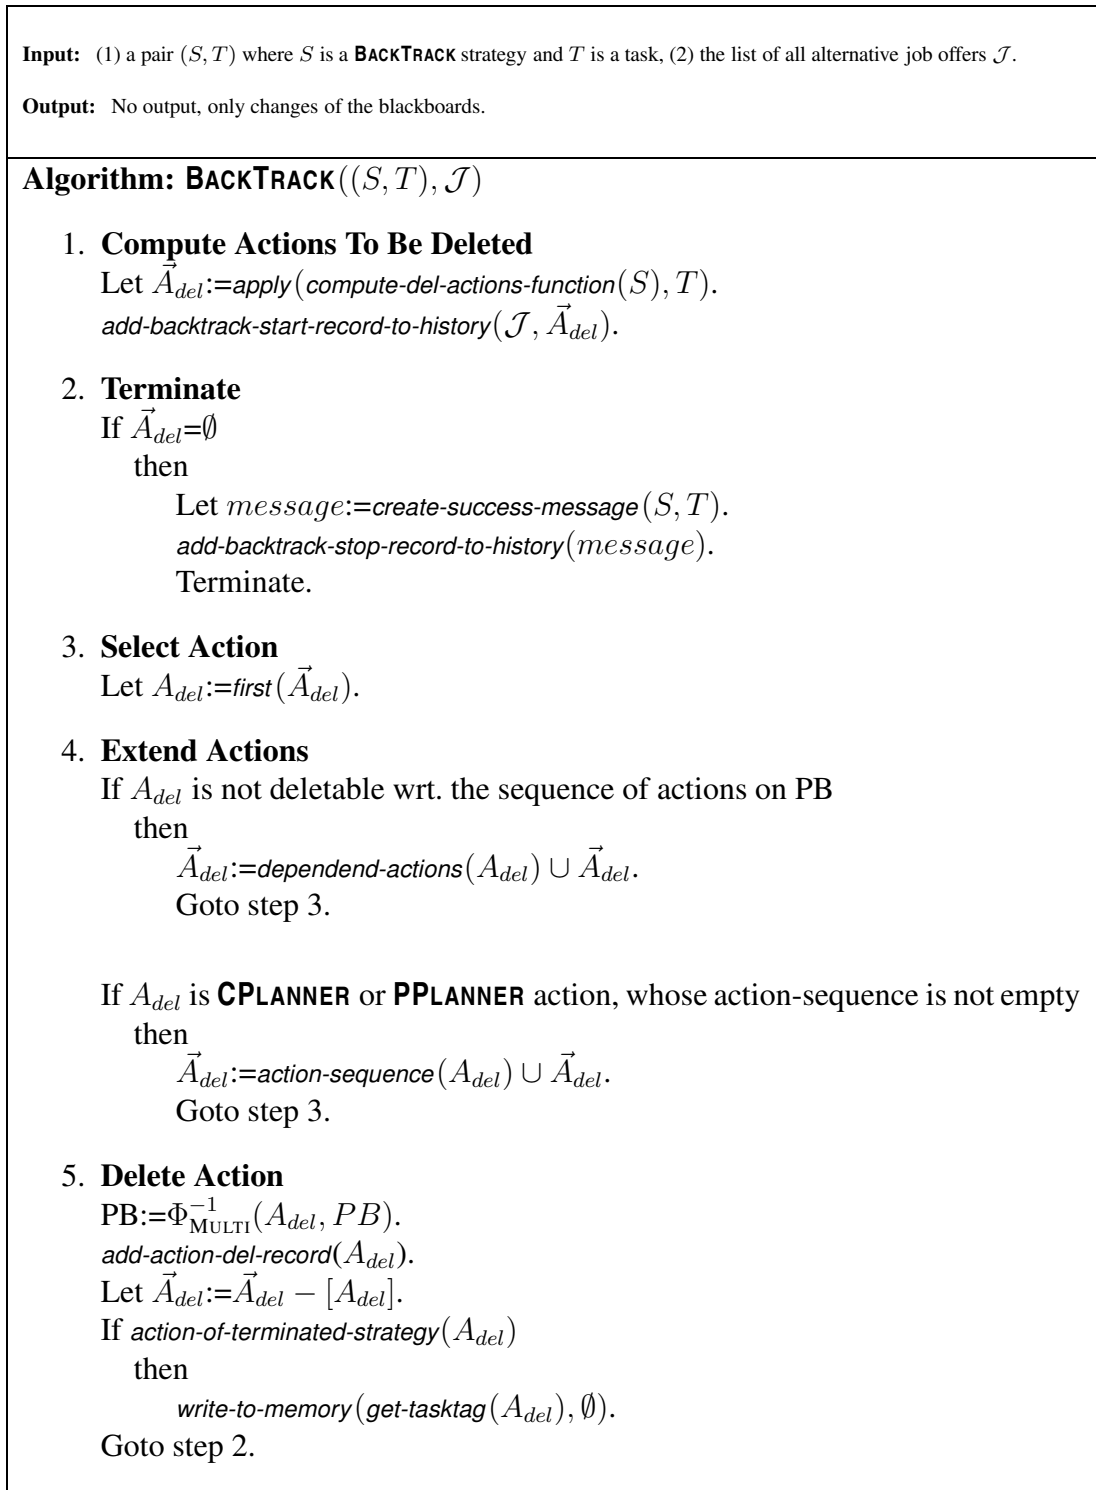 Input: (1) a pair (S, T) where S is a BACKTRACK strategy and T is a task, (2) the list of all alternative job offers 𝒥.
Output: No output, only changes of the blackboards.
Algorithm: BACKTRACK((S, T), 𝒥)
1. Compute Actions To Be Deleted
Let A⃗_del:=apply(compute-del-actions-function(S), T).
add-backtrack-start-record-to-history(𝒥, A⃗_del).
2. Terminate
If A⃗_del=∅
then
Let message:=create-success-message(S, T).
add-backtrack-stop-record-to-history(message).
Terminate.
3. Select Action
Let A_del:=first(A⃗_del).
4. Extend Actions
If A_del is not deletable wrt. the sequence of actions on PB
then
A⃗_del:=dependend-actions(A_del) ∪ A⃗_del.
Goto step 3.
If A_del is CPLANNER or PPLANNER action, whose action-sequence is not empty
then
A⃗_del:=action-sequence(A_del) ∪ A⃗_del.
Goto step 3.
5. Delete Action
PB:=Φ⁻¹_MULTI(A_del, PB).
add-action-del-record(A_del).
Let A⃗_del:=A⃗_del − [A_del].
If action-of-terminated-strategy(A_del)
then
write-to-memory(get-tasktag(A_del), ∅).
Goto step 2.